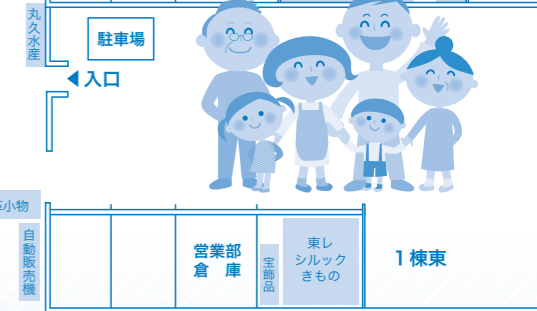 丸久水産
駐車場
◀入口
小物
自動販売機
営業部
倉 庫
宝飾品
東レ
シルック
きもの
1棟東